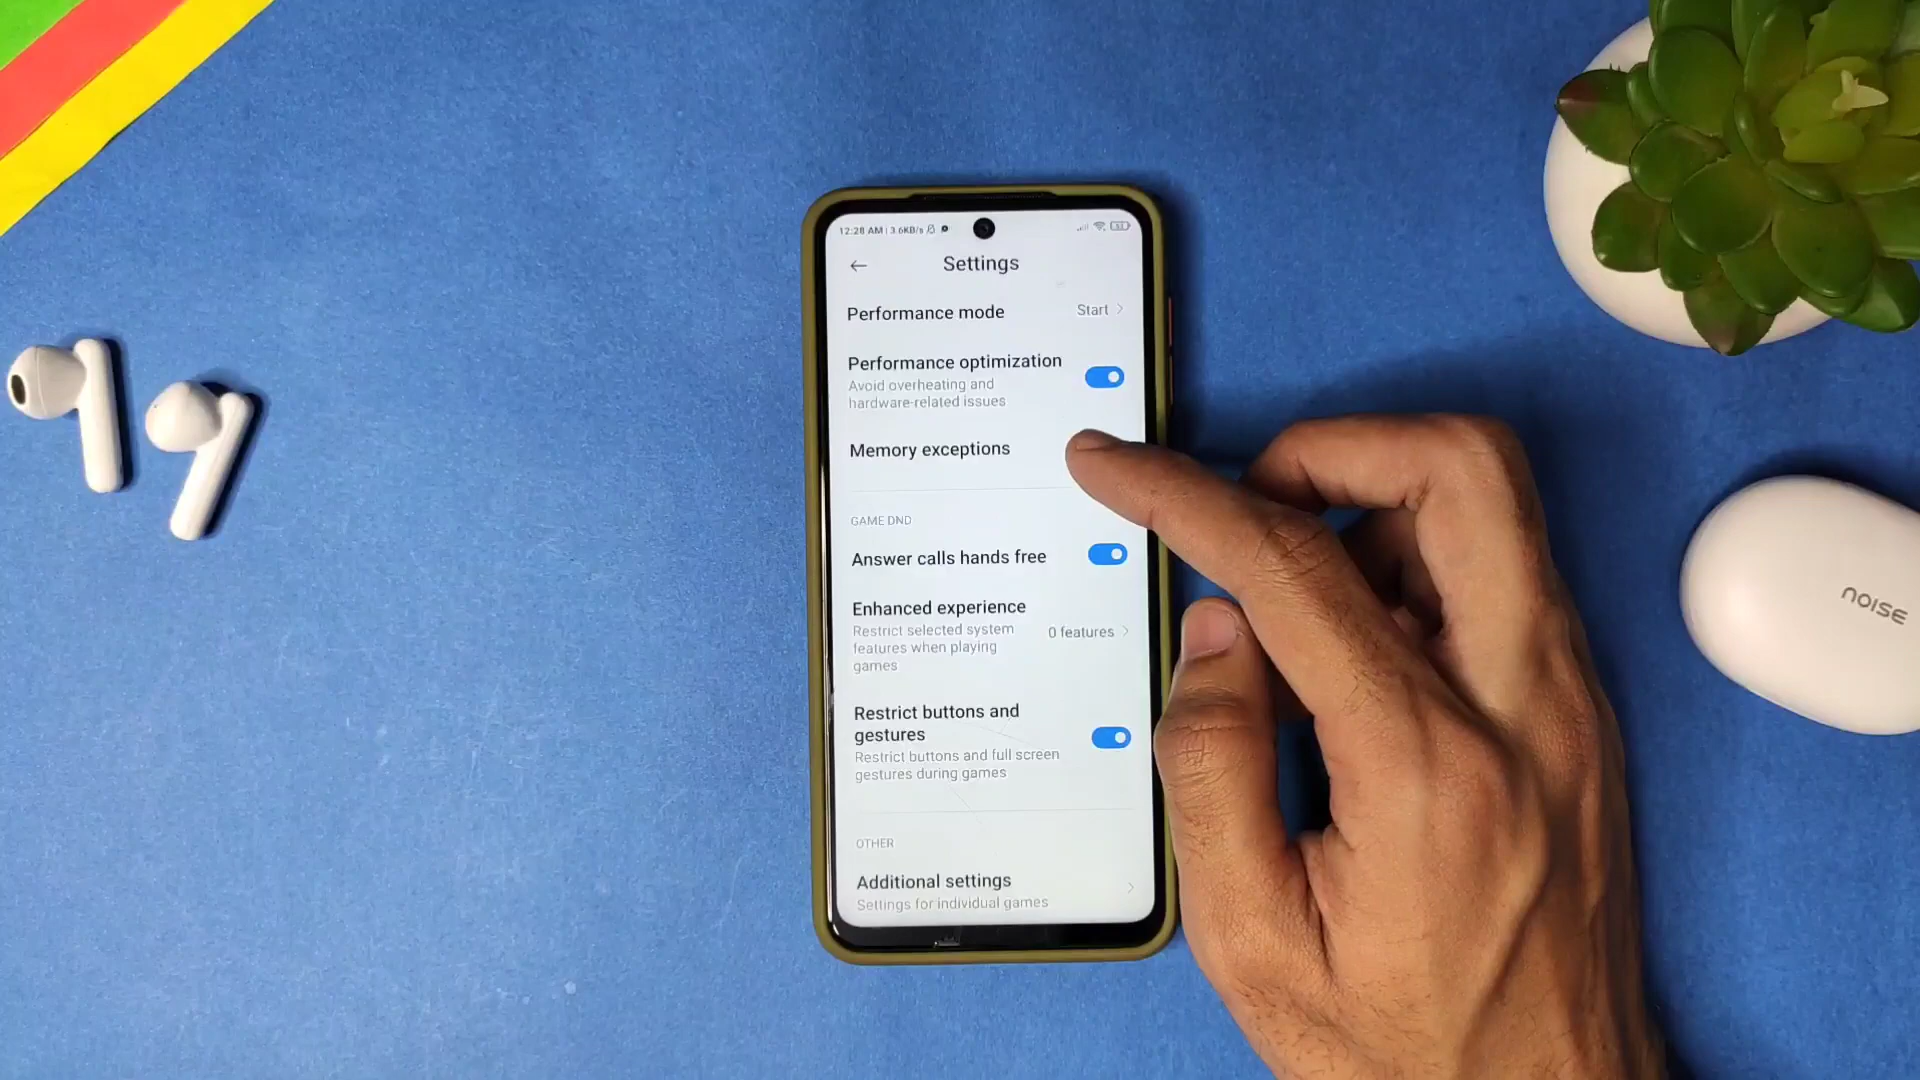 12:28 AM | 3.6KB/s
Settings
Performance mode
Start
Performance optimization
Avoid overheating and
hardware-related issues
Memory exceptions
GAME DND
Answer calls hands free
Enhanced experience
Restrict selected system
features when playing
games
0 features
Restrict buttons and
gestures
Restrict buttons and full screen
gestures during games
OTHER
Additional settings
Settings for individual games
NOISE